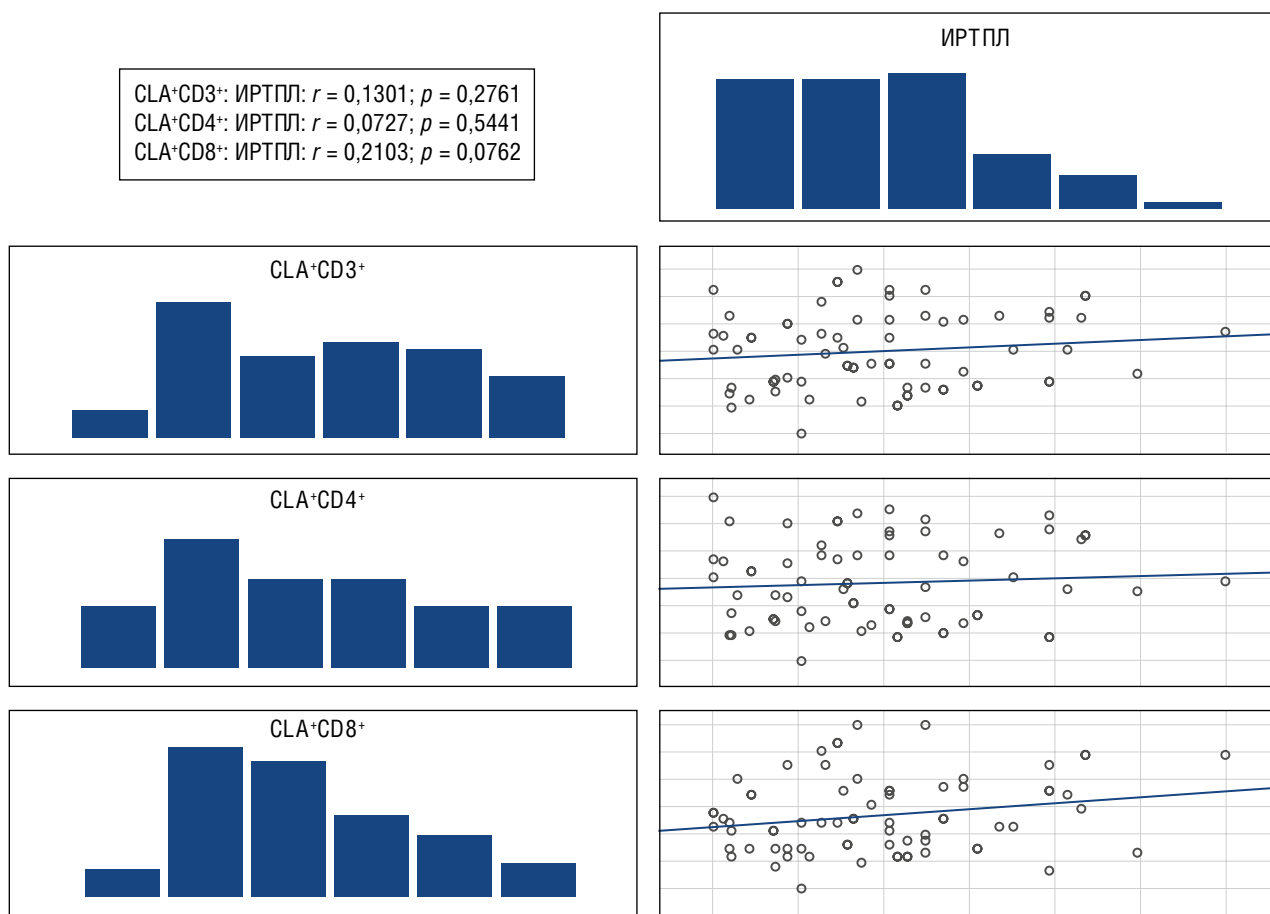 ИРТПЛ
CLA⁺CD3⁺: ИРТПЛ: r = 0,1301; p = 0,2761
CLA⁺CD4⁺: ИРТПЛ: r = 0,0727; p = 0,5441
CLA⁺CD8⁺: ИРТПЛ: r = 0,2103; p = 0,0762
CLA⁺CD3⁺
CLA⁺CD4⁺
CLA⁺CD8⁺